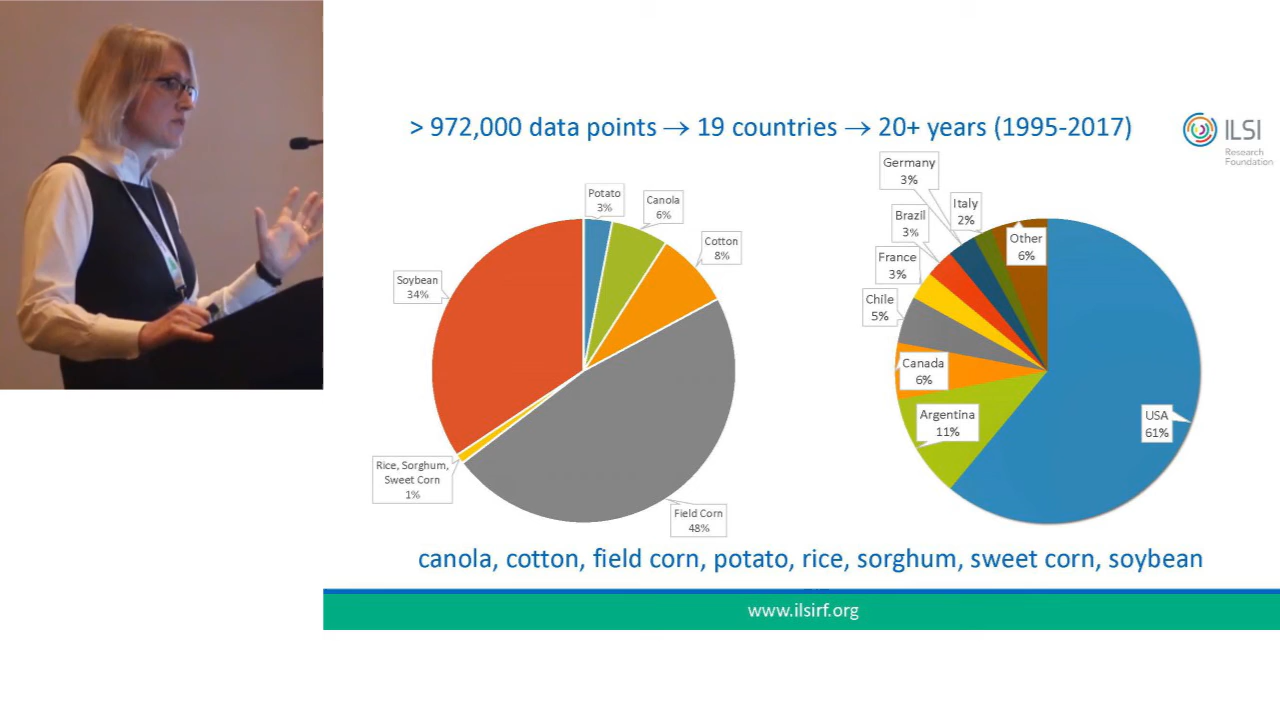 > 972,000 data points → 19 countries → 20+ years (1995-2017)
ILSI
Research
Foundation
Potato
3%
Canola
6%
Cotton
8%
Soybean
34%
Rice, Sorghum,
Sweet Corn
1%
Field Corn
48%
Germany
3%
Italy
2%
Brazil
3%
Other
6%
France
3%
Chile
5%
Canada
6%
Argentina
11%
USA
61%
canola, cotton, field corn, potato, rice, sorghum, sweet corn, soybean
www.ilsirf.org